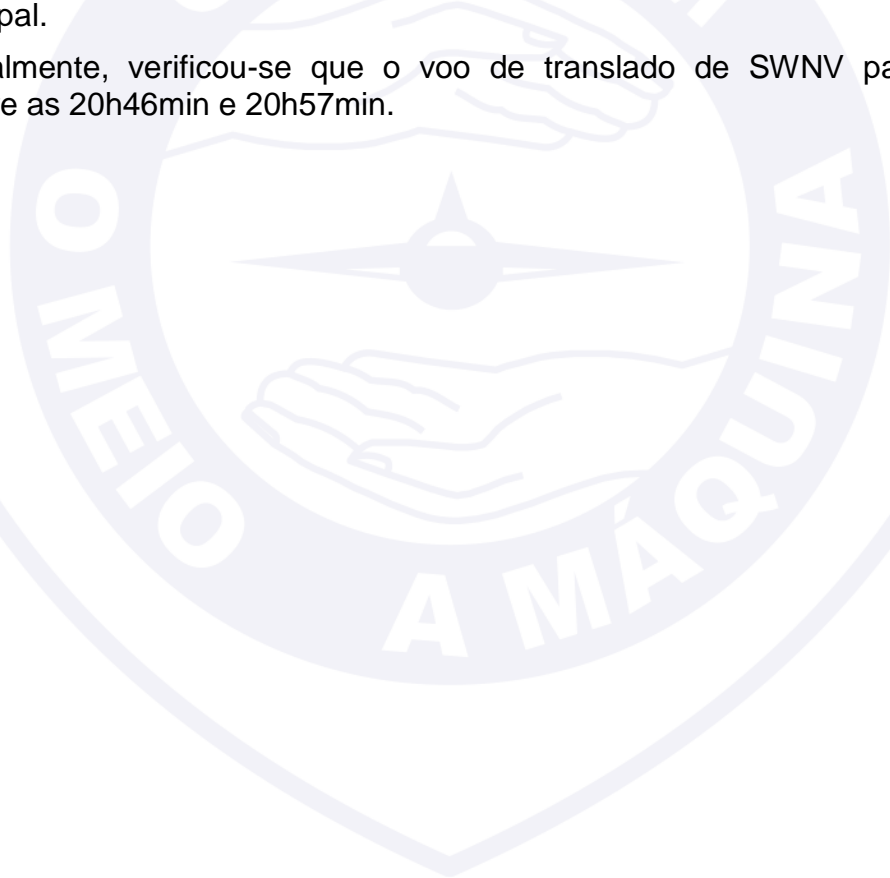 pal.
almente, verificou-se que o voo de translado de SWNV pa
e as 20h46min e 20h57min.
O MEIO
A MÁQUINA